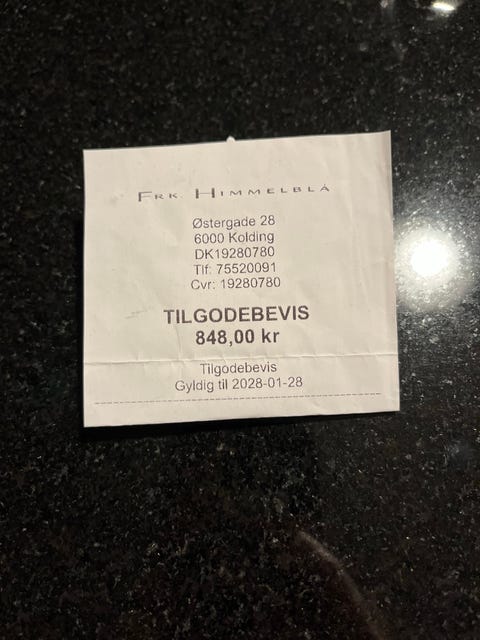 FRK. HIMMELBLÅ
Østergade 28
6000 Kolding
DK19280780
Tlf: 75520091
Cvr: 19280780
TILGODEBEVIS
848,00 kr
Tilgodebevis
Gyldig til 2028-01-28